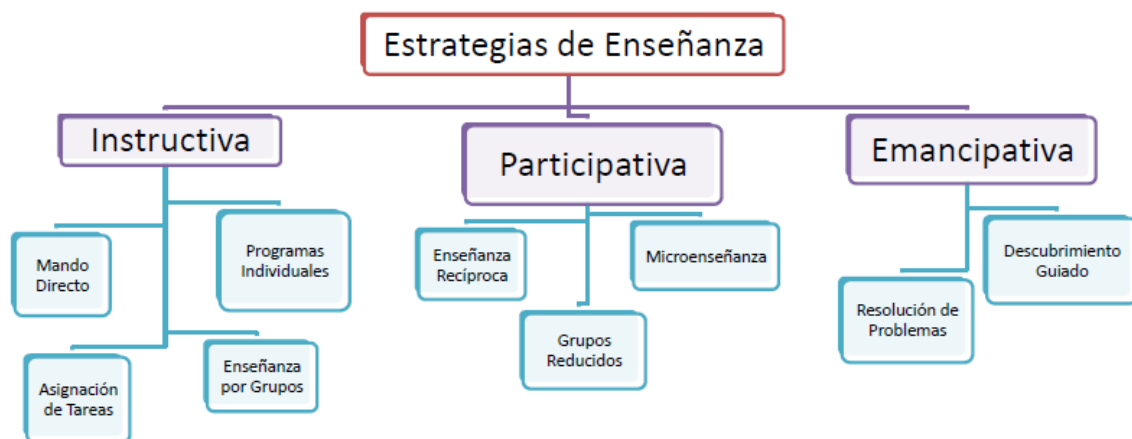 Estrategias de Enseñanza
Instructiva
Participativa
Emancipativa
Mando
Directo
Programas
Individuales
Asignación
de Tareas
Enseñanza
por Grupos
Enseñanza
Recíproca
Microenseñanza
Grupos
Reducidos
Descubrimiento
Guiado
Resolución de
Problemas